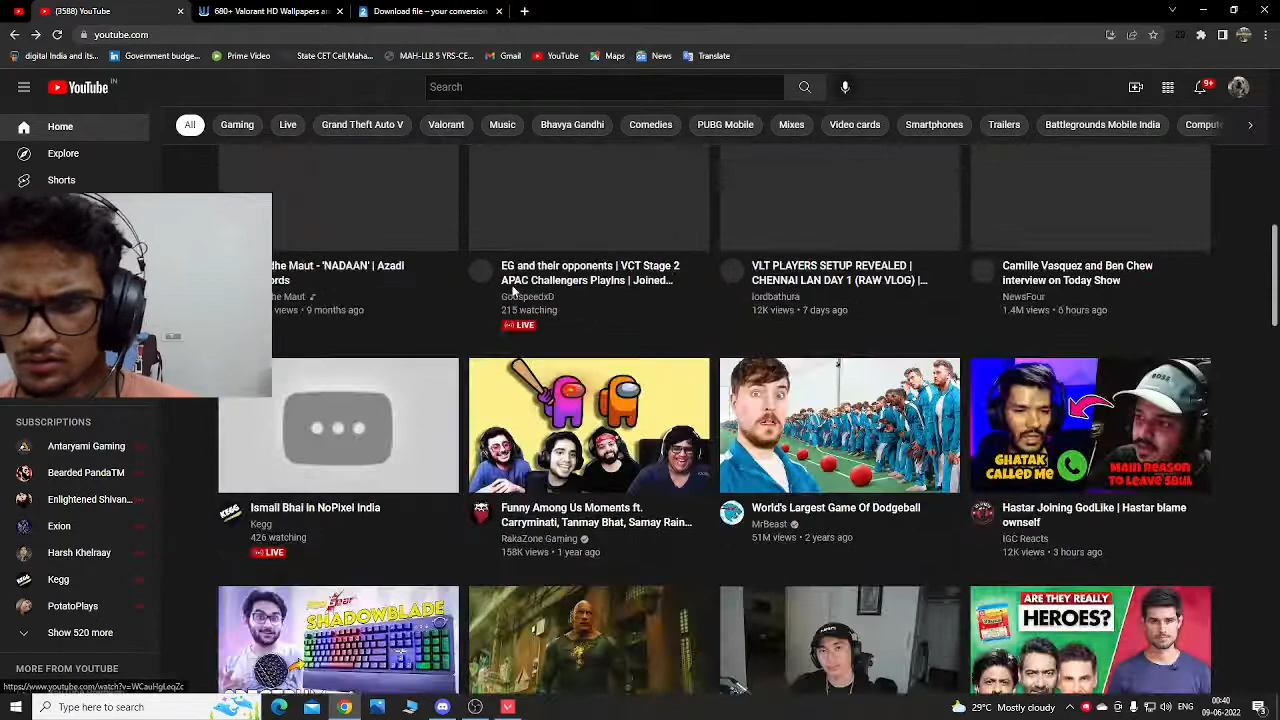 (3588) YouTube
680+ Valorant HD Wallpapers an
Download file – your conversion
youtube.com
digital India and its...
Government budge...
Prime Video
State CET Cell,Maha...
MAH-LLB 5 YRS-CE...
Gmail
YouTube
Maps
News
Translate
YouTube IN
Search
9+
All
Gaming
Live
Grand Theft Auto V
Valorant
Music
Bhavya Gandhi
Comedies
PUBG Mobile
Mixes
Video cards
Smartphones
Trailers
Battlegrounds Mobile India
Compute
Home
Explore
Shorts
he Maut - 'NADAAN' | Azadi
ords
he Maut
views • 9 months ago
EG and their opponents | VCT Stage 2
APAC Challengers PlayIns | Joined...
GodspeedxD
215 watching
LIVE
VLT PLAYERS SETUP REVEALED |
CHENNAI LAN DAY 1 (RAW VLOG) |...
lordbathura
12K views • 7 days ago
Camille Vasquez and Ben Chew
interview on Today Show
NewsFour
1.4M views • 6 hours ago
SUBSCRIPTIONS
Antaryami Gaming
Bearded PandaTM
Enlightened Shivan...
Exion
Harsh Khelraay
Kegg
PotatoPlays
Show 520 more
MORE FROM YOUTUBE
Ismail Bhai in NoPixel India
Kegg
426 watching
LIVE
Funny Among Us Moments ft.
Carryminati, Tanmay Bhat, Samay Rain...
RakaZone Gaming
158K views • 1 year ago
World's Largest Game Of Dodgeball
MrBeast
51M views • 2 years ago
GHATAK
CALLED ME
MAIN REASON
TO LEAVE SOUL
Hastar Joining GodLike | Hastar blame
ownself
IGC Reacts
12K views • 3 hours ago
SHADOWBLADE
ARE THEY REALLY
HEROES?
https://www.youtube.com/watch?v=WCauHgLeqZc
Type here to search
29°C Mostly cloudy
ENG
00:40
09-06-2022